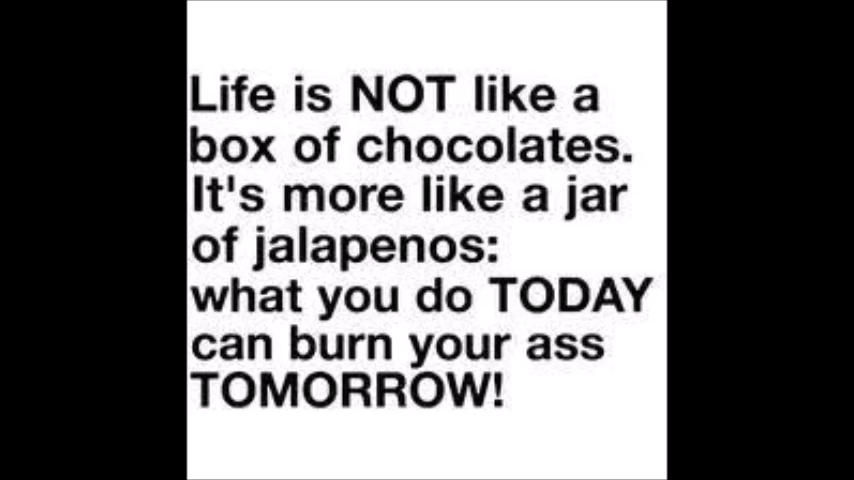 Life is NOT like a
box of chocolates.
It's more like a jar
of jalapenos:
what you do TODAY
can burn your ass
TOMORROW!